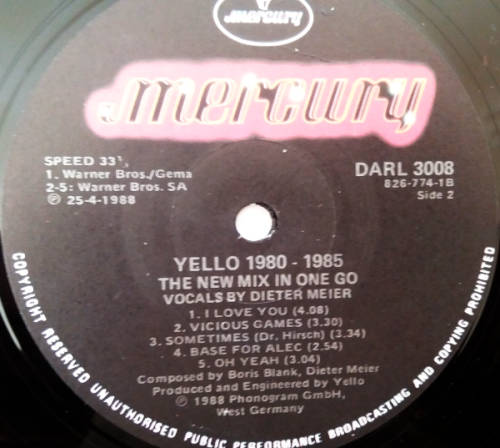 mercury
mercury
SPEED 33⅓
1. Warner Bros./Gema
2-5: Warner Bros. SA
℗ 25-4-1988
DARL 3008
826-774-1B
Side 2
YELLO 1980 - 1985
THE NEW MIX IN ONE GO
VOCALS BY DIETER MEIER
1. I LOVE YOU (4.08)
2. VICIOUS GAMES (3.30)
3. SOMETIMES (Dr. Hirsch) (3.34)
4. BASE FOR ALEC (2.54)
5. OH YEAH (3.04)
Composed by Boris Blank, Dieter Meier
Produced and Engineered by Yello
℗ 1988 Phonogram GmbH,
West Germany
COPYRIGHT RESERVED UNAUTHORISED PUBLIC PERFORMANCE BROADCASTING AND COPYING PROHIBITED